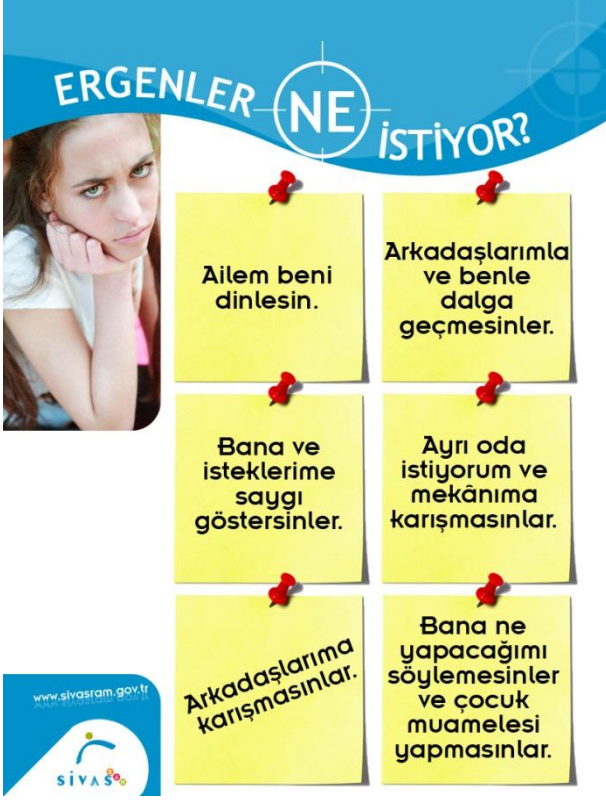 ERGENLER NE İSTİYOR?
Ailem beni
dinlesin.
Arkadaşlarımla
ve benle
dalga
geçmesinler.
Bana ve
isteklerime
saygı
göstersinler.
Ayrı oda
istiyorum ve
mekânıma
karışmasınlar.
Arkadaşlarıma
karışmasınlar.
Bana ne
yapacağımı
söylemesinler
ve çocuk
muamelesi
yapmasınlar.
www.sivasram.gov.tr
SİVAS RAM